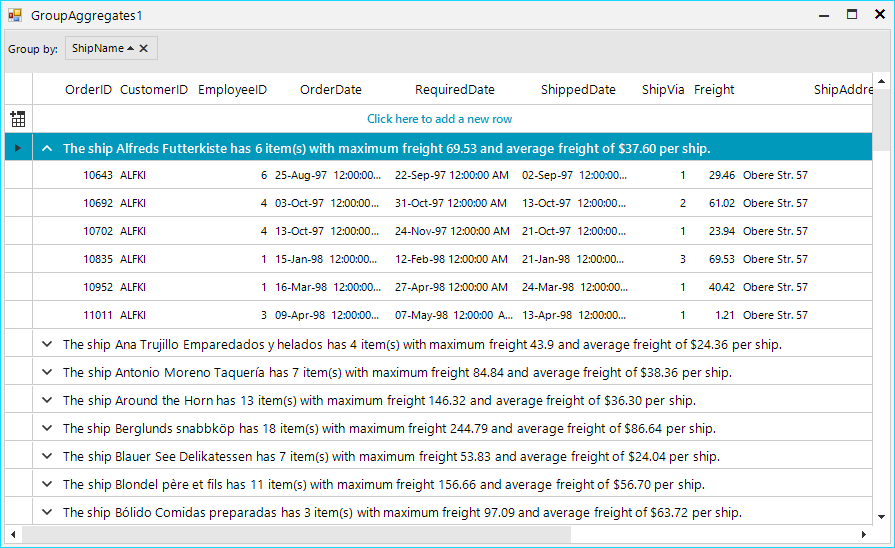 GroupAggregates1
Group by: ShipName
OrderID CustomerID EmployeeID OrderDate RequiredDate ShippedDate ShipVia Freight ShipAddre
Click here to add a new row
The ship Alfreds Futterkiste has 6 item(s) with maximum freight 69.53 and average freight of $37.60 per ship.
10643 ALFKI 6 25-Aug-97 12:00:00... 22-Sep-97 12:00:00 AM 02-Sep-97 12:00:00... 1 29.46 Obere Str. 57
10692 ALFKI 4 03-Oct-97 12:00:00... 31-Oct-97 12:00:00 AM 13-Oct-97 12:00:00... 2 61.02 Obere Str. 57
10702 ALFKI 4 13-Oct-97 12:00:00... 24-Nov-97 12:00:00 AM 21-Oct-97 12:00:00... 1 23.94 Obere Str. 57
10835 ALFKI 1 15-Jan-98 12:00:00... 12-Feb-98 12:00:00 AM 21-Jan-98 12:00:00... 3 69.53 Obere Str. 57
10952 ALFKI 1 16-Mar-98 12:00:00... 27-Apr-98 12:00:00 AM 24-Mar-98 12:00:00... 1 40.42 Obere Str. 57
11011 ALFKI 3 09-Apr-98 12:00:00... 07-May-98 12:00:00 A... 13-Apr-98 12:00:00... 1 1.21 Obere Str. 57
The ship Ana Trujillo Emparedados y helados has 4 item(s) with maximum freight 43.9 and average freight of $24.36 per ship.
The ship Antonio Moreno Taquería has 7 item(s) with maximum freight 84.84 and average freight of $38.36 per ship.
The ship Around the Horn has 13 item(s) with maximum freight 146.32 and average freight of $36.30 per ship.
The ship Berglunds snabbköp has 18 item(s) with maximum freight 244.79 and average freight of $86.64 per ship.
The ship Blauer See Delikatessen has 7 item(s) with maximum freight 53.83 and average freight of $24.04 per ship.
The ship Blondel père et fils has 11 item(s) with maximum freight 156.66 and average freight of $56.70 per ship.
The ship Bólido Comidas preparadas has 3 item(s) with maximum freight 97.09 and average freight of $63.72 per ship.